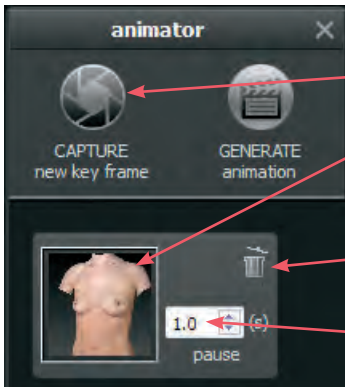 animator
CAPTURE
new key frame
GENERATE
animation
1.0 (s)
pause